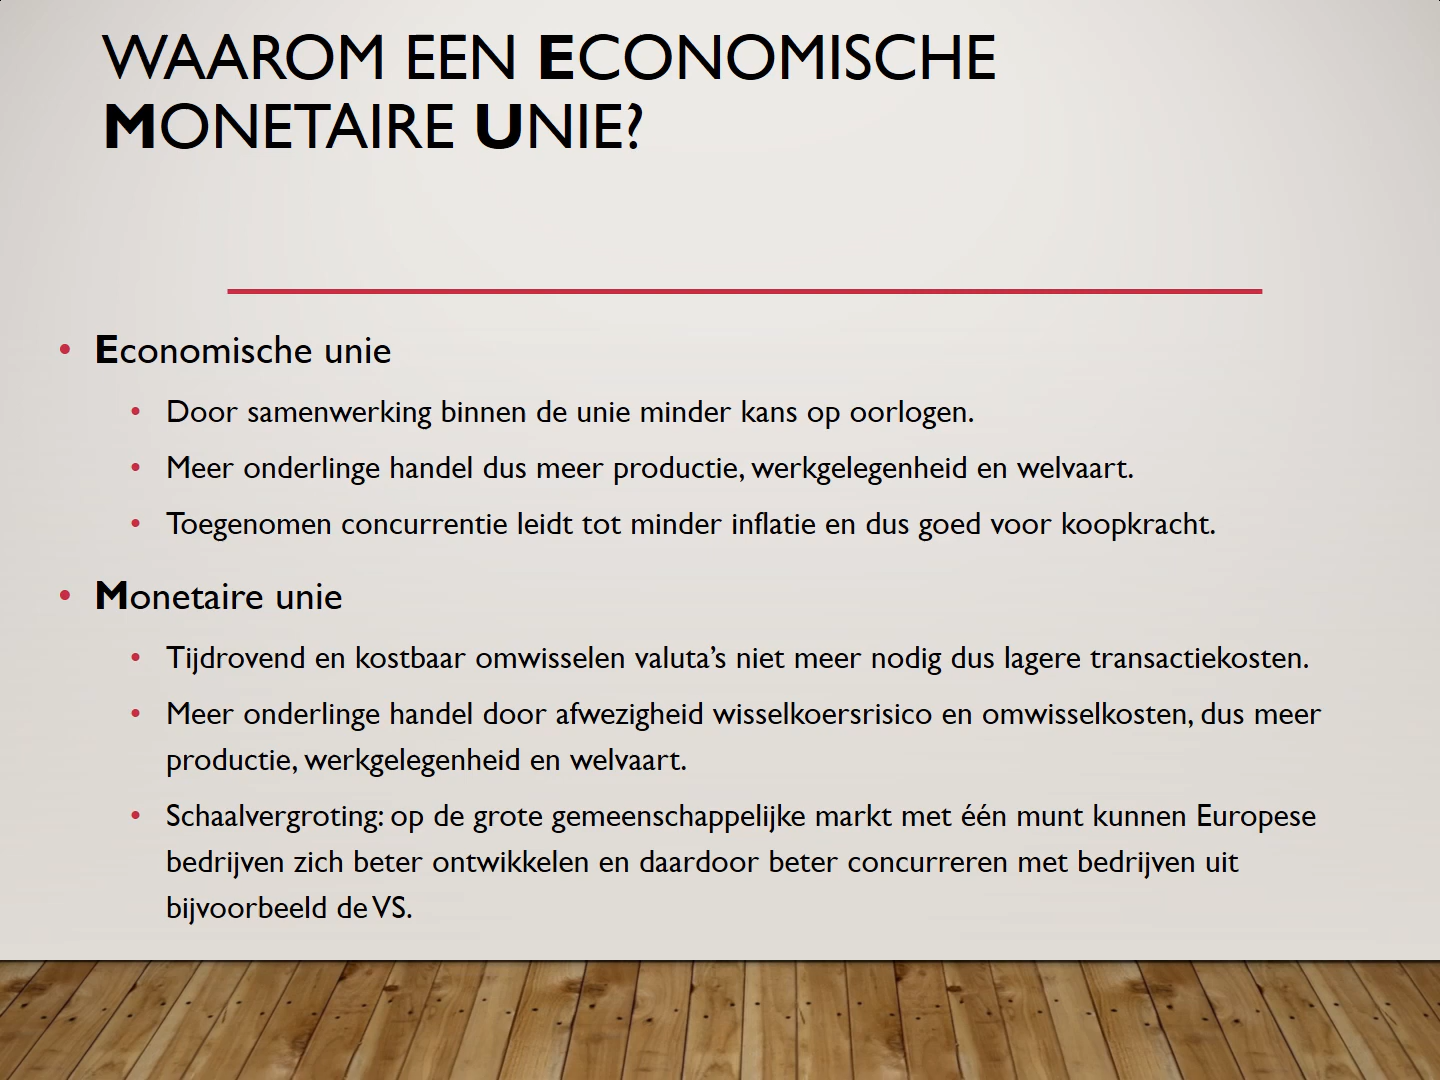 WAAROM EEN ECONOMISCHE
MONETAIRE UNIE?
• Economische unie
• Door samenwerking binnen de unie minder kans op oorlogen.
• Meer onderlinge handel dus meer productie, werkgelegenheid en welvaart.
• Toegenomen concurrentie leidt tot minder inflatie en dus goed voor koopkracht.
• Monetaire unie
• Tijdrovend en kostbaar omwisselen valuta’s niet meer nodig dus lagere transactiekosten.
• Meer onderlinge handel door afwezigheid wisselkoersrisico en omwisselkosten, dus meer
productie, werkgelegenheid en welvaart.
• Schaalvergroting: op de grote gemeenschappelijke markt met één munt kunnen Europese
bedrijven zich beter ontwikkelen en daardoor beter concurreren met bedrijven uit
bijvoorbeeld de VS.